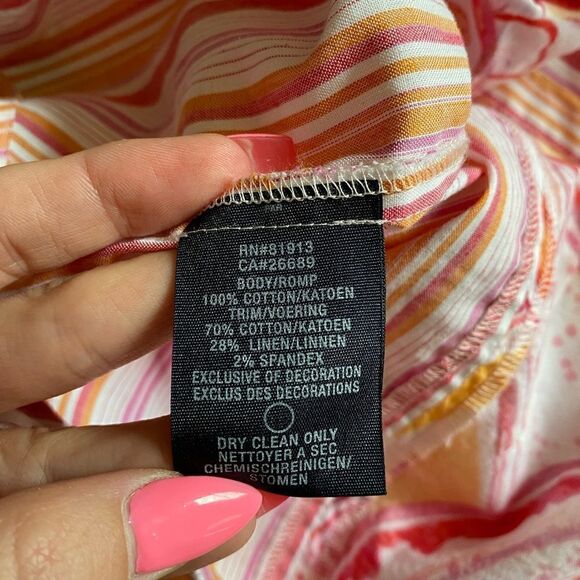 RN#81913
CA#26689
BODY/ROMP
100% COTTON/KATOEN
TRIM/VOERING
70% COTTON/KATOEN
28% LINEN/LINNEN
2% SPANDEX
EXCLUSIVE OF DECORATION
EXCLUS DES DECORATIONS
DRY CLEAN ONLY
NETTOYER A SEC
CHEMISCHREINIGEN/
STOMEN